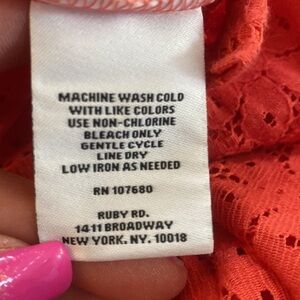 MACHINE WASH COLD
WITH LIKE COLORS
USE NON-CHLORINE
BLEACH ONLY
GENTLE CYCLE
LINE DRY
LOW IRON AS NEEDED
RN 107680
RUBY RD.
1411 BROADWAY
NEW YORK. NY. 10018